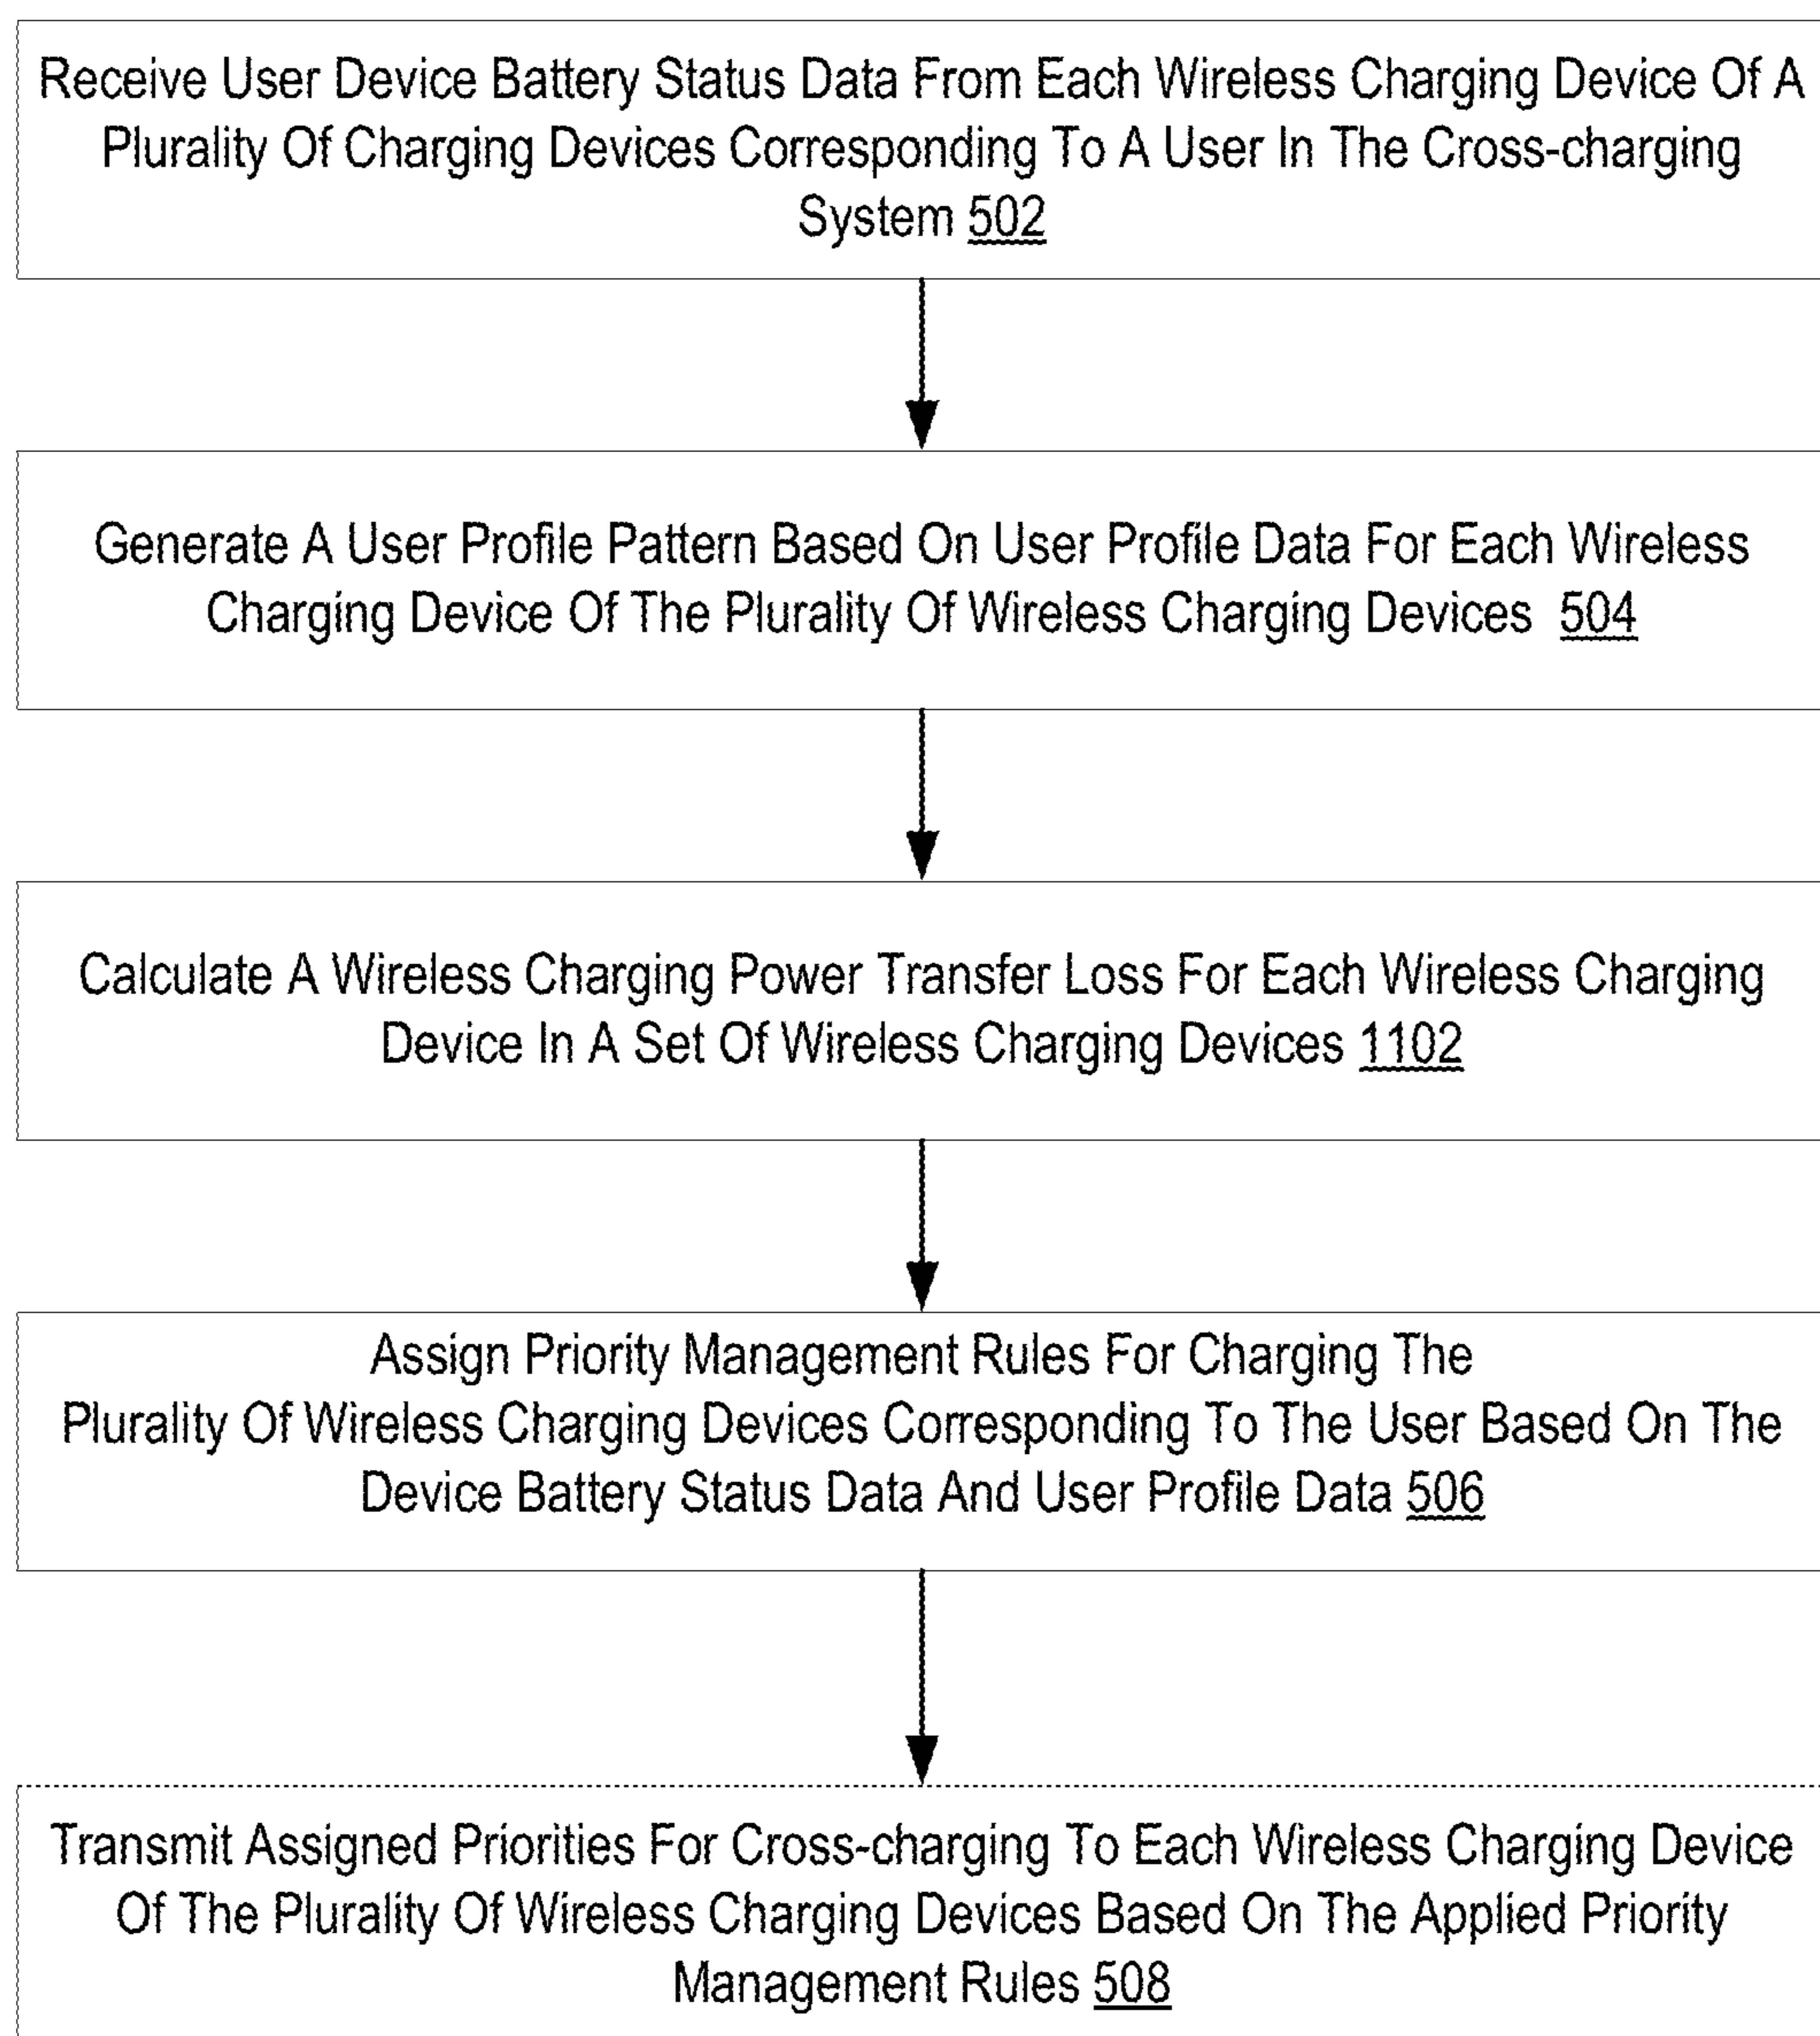 Receive User Device Battery Status Data From Each Wireless Charging Device Of A
Plurality Of Charging Devices Corresponding To A User In The Cross-charging
System 502
Generate A User Profile Pattern Based On User Profile Data For Each Wireless
Charging Device Of The Plurality Of Wireless Charging Devices 504
Calculate A Wireless Charging Power Transfer Loss For Each Wireless Charging
Device In A Set Of Wireless Charging Devices 1102
Assign Priority Management Rules For Charging The
Plurality Of Wireless Charging Devices Corresponding To The User Based On The
Device Battery Status Data And User Profile Data 506
Transmit Assigned Priorities For Cross-charging To Each Wireless Charging Device
Of The Plurality Of Wireless Charging Devices Based On The Applied Priority
Management Rules 508